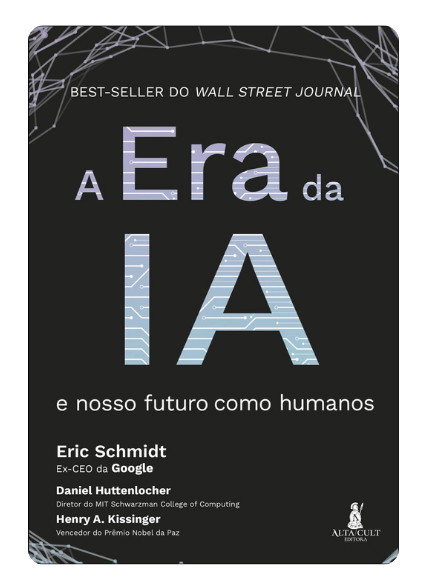 BEST-SELLER DO WALL STREET JOURNAL
A Era da
IA
e nosso futuro como humanos
Eric Schmidt
Ex-CEO da Google
Daniel Huttenlocher
Diretor do MIT Schwarzman College of Computing
Henry A. Kissinger
Vencedor do Prêmio Nobel da Paz
ALTA CULT
EDITORA